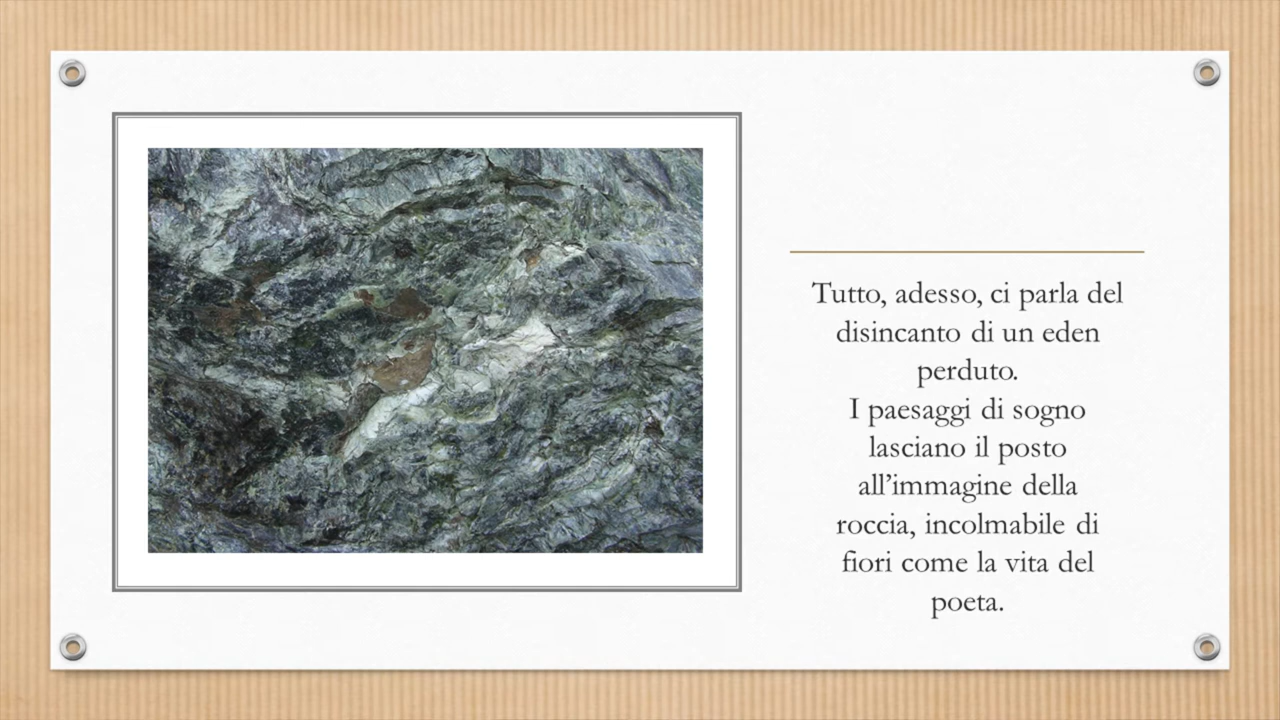 Tutto, adesso, ci parla del
disincanto di un eden
perduto.
I paesaggi di sogno
lasciano il posto
all’immagine della
roccia, incolmabile di
fiori come la vita del
poeta.